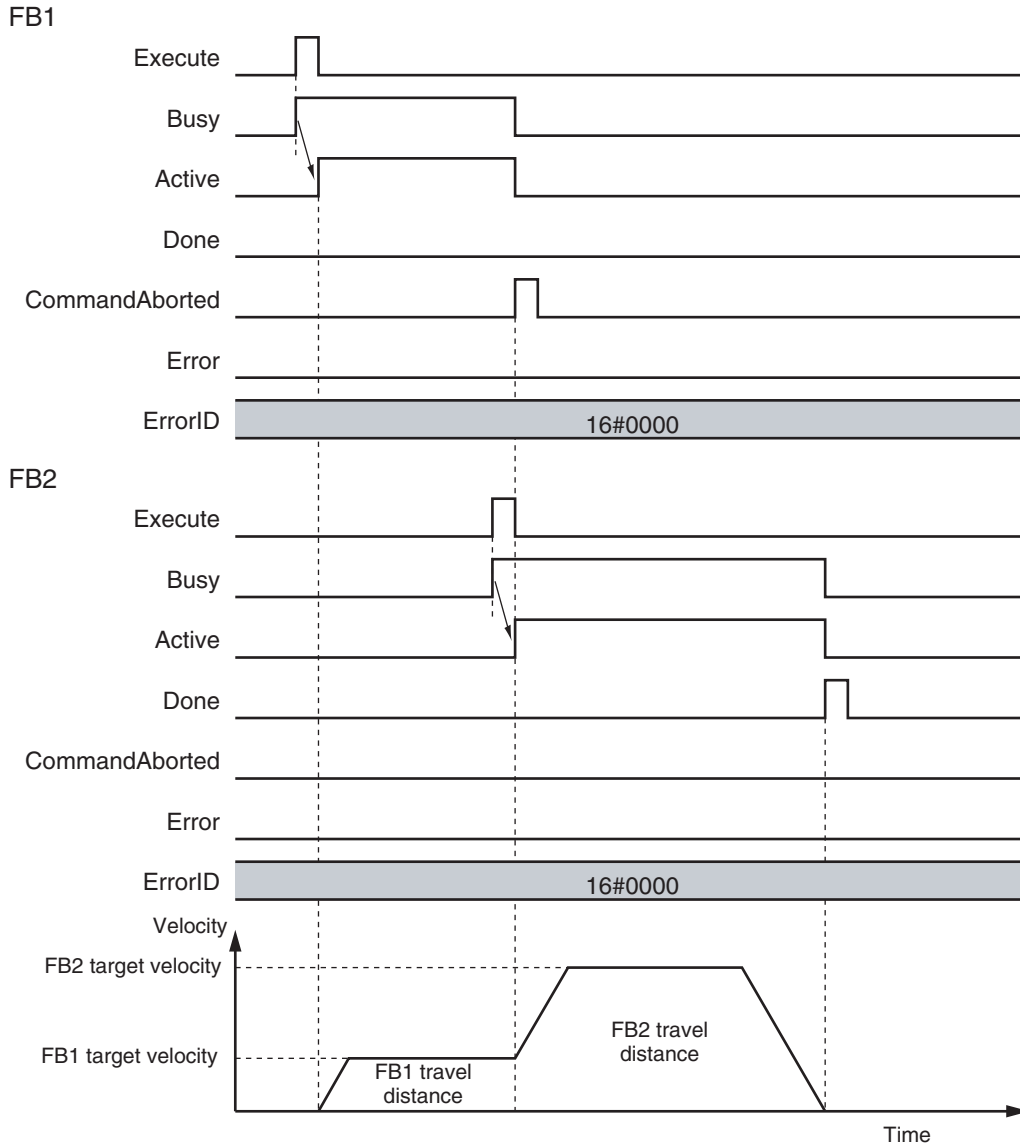 FB1
Execute
Busy
Active
Done
CommandAborted
Error
ErrorID
16#0000
FB2
Execute
Busy
Active
Done
CommandAborted
Error
ErrorID
16#0000
Velocity
FB2 target velocity
FB2 travel
distance
FB1 target velocity
FB1 travel
distance
Time